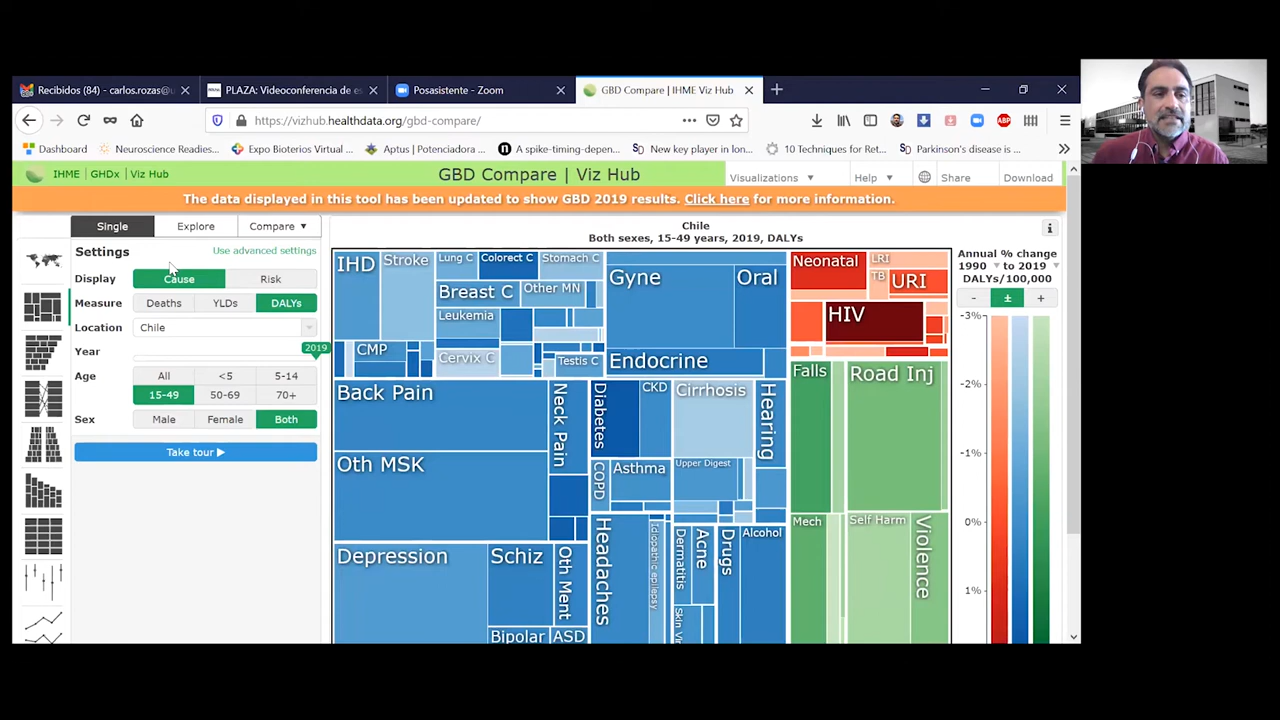 Recibidos (84) - carlos.rozas@u
PLAZA: Videoconferencia de es
Posasistente - Zoom
GBD Compare | IHME Viz Hub
https://vizhub.healthdata.org/gbd-compare/
ABP
Dashboard
Neuroscience Readies...
Expo Bioterios Virtual ...
Aptus | Potenciadora ...
A spike-timing-depen...
New key player in lon...
10 Techniques for Ret...
Parkinson's disease is ...
IHME | GHDx | Viz Hub
GBD Compare | Viz Hub
Visualizations
Help
Share
Download
The data displayed in this tool has been updated to show GBD 2019 results. Click here for more information.
Single
Explore
Compare
Settings
Use advanced settings
Display
Cause
Risk
Measure
Deaths
YLDs
DALYs
Location
Chile
Year
2019
Age
All
<5
5-14
15-49
50-69
70+
Sex
Male
Female
Both
Take tour
Chile
Both sexes, 15-49 years, 2019, DALYs
IHD
Stroke
Lung C
Colorect C
Stomach C
Breast C
Other MN
Leukemia
CMP
Cervix C
Testis C
Gyne
Oral
Endocrine
Neonatal
LRI
TB
URI
HIV
Back Pain
Neck Pain
Diabetes
CKD
Cirrhosis
Hearing
Oth MSK
COPD
Asthma
Upper Digest
Falls
Road Inj
Depression
Schiz
Oth Ment
Headaches
Idiopathic epilepsy
Dermatitis
Acne
Drugs
Alcohol
Skin Vir
Bipolar
ASD
Mech
Self Harm
Violence
Annual % change
1990 to 2019
DALYs/100,000
-
±
+
-3%
-2%
-1%
0%
1%